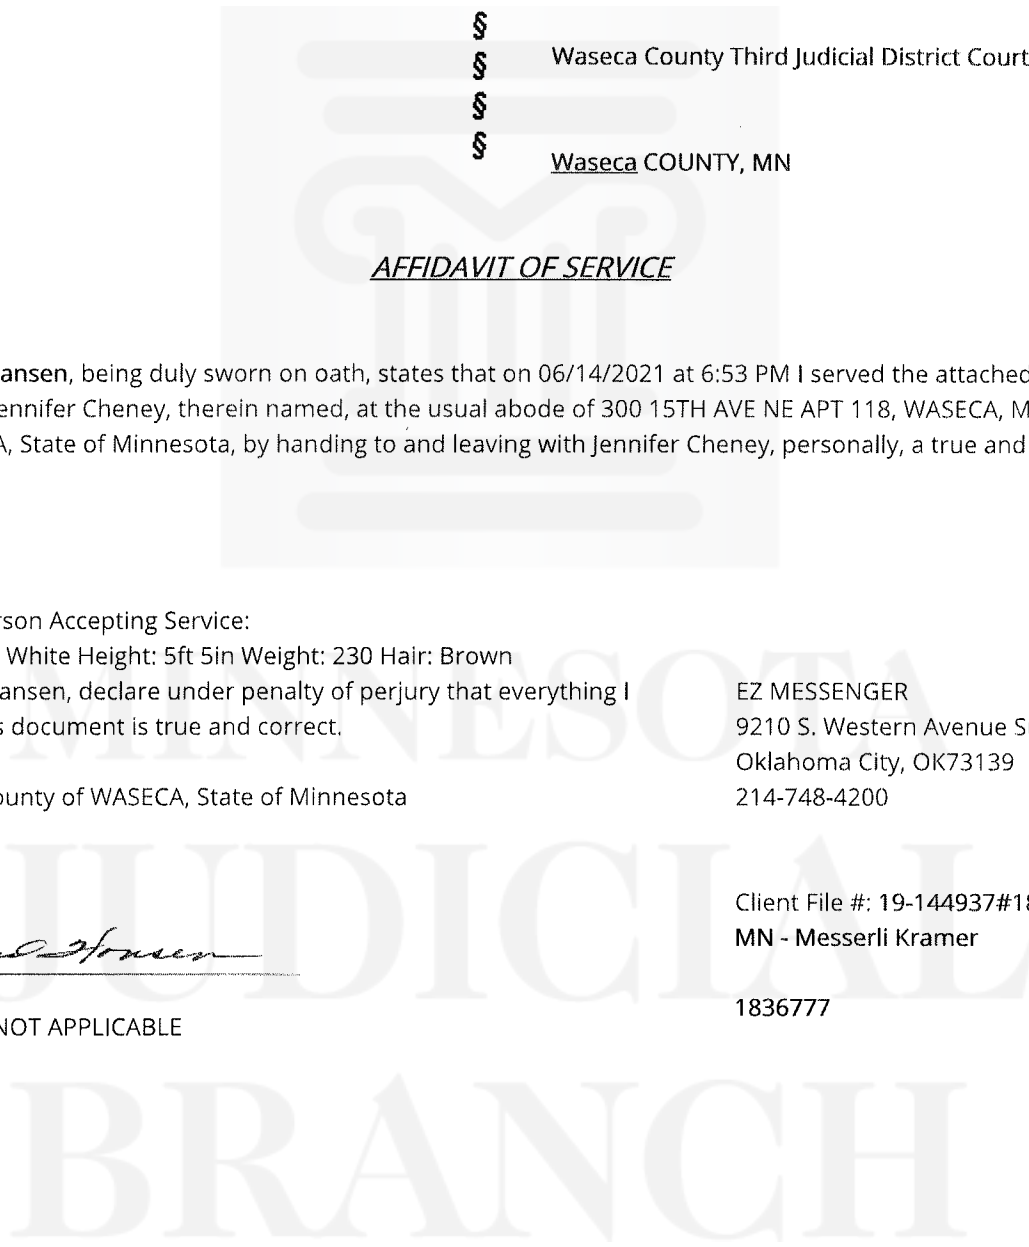 §
§ Waseca County Third Judicial District Court
§
§ Waseca COUNTY, MN
AFFIDAVIT OF SERVICE
ansen, being duly sworn on oath, states that on 06/14/2021 at 6:53 PM I served the attached
ennifer Cheney, therein named, at the usual abode of 300 15TH AVE NE APT 118, WASECA, M
A, State of Minnesota, by handing to and leaving with Jennifer Cheney, personally, a true and
rson Accepting Service:
White Height: 5ft 5in Weight: 230 Hair: Brown
ansen, declare under penalty of perjury that everything I
s document is true and correct.
ounty of WASECA, State of Minnesota
EZ MESSENGER
9210 S. Western Avenue S
Oklahoma City, OK73139
214-748-4200
Client File #: 19-144937#18
MN - Messerli Kramer
1836777
Hansen
NOT APPLICABLE
MINNESOTA
JUDICIAL
BRANCH